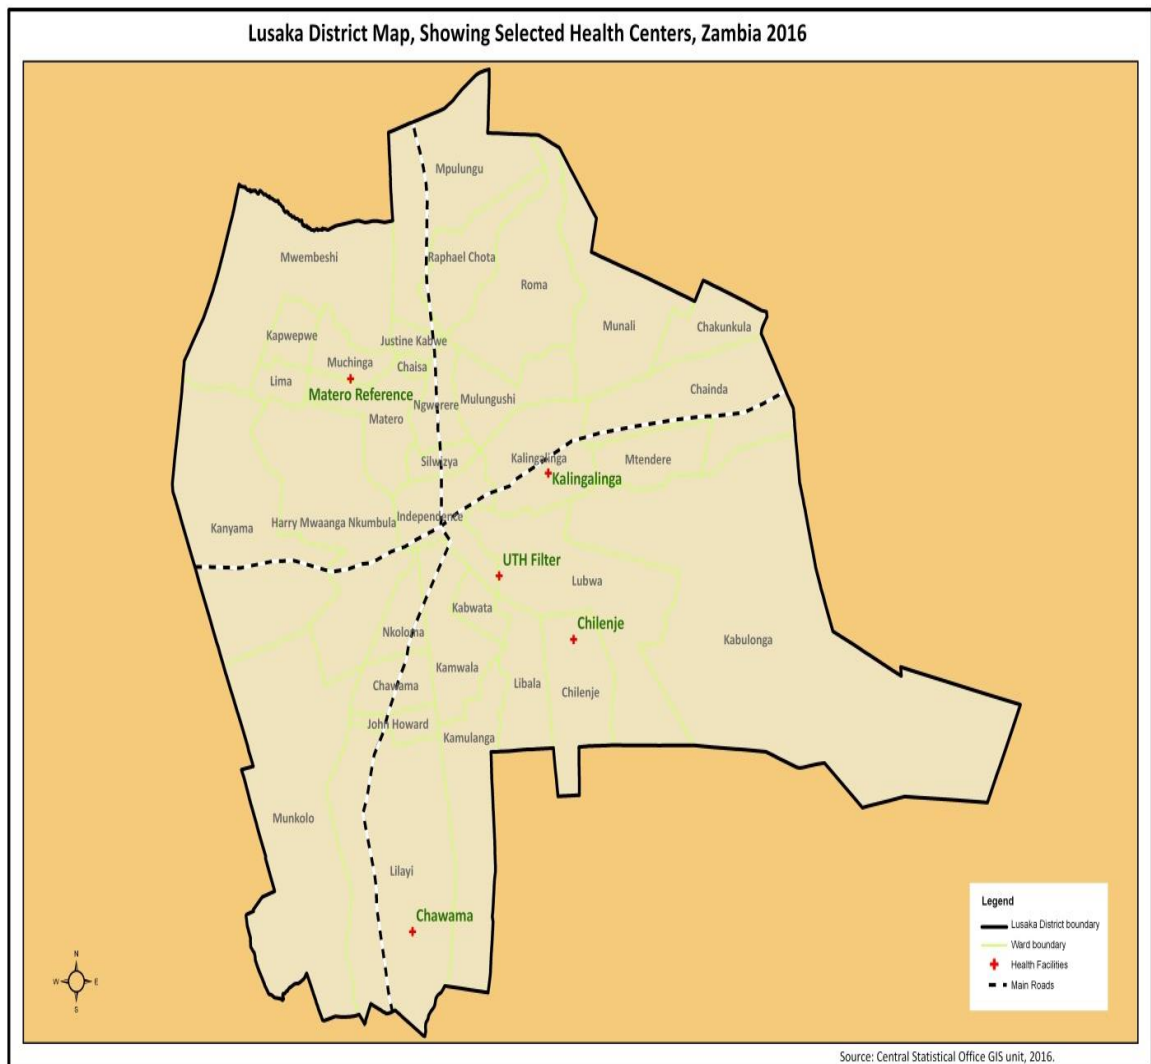 Lusaka District Map, Showing Selected Health Centers, Zambia 2016
Mpulungu
Mwembeshi
Raphael Chota
Roma
Munali
Chakunkula
Kapwepwe
Justine Kabwe
Muchinga
Chaisa
Lima
Chainda
Matero Reference
Ngwerere
Mulungushi
Matero
Silwizya
Kalingalinga
Mtendere
Kalingalinga
Kanyama
Harry Mwaanga Nkumbula
Independence
UTH Filter
Lubwa
Kabwata
Chilenje
Nkoloma
Kabulonga
Kamwala
Chawama
Libala
Chilenje
John Howard
Kamulanga
Munkolo
Lilayi
Chawama
Legend
Lusaka District boundary
Ward boundary
Health Facilities
Main Roads
N
W E
S
Source: Central Statistical Office GIS unit, 2016.